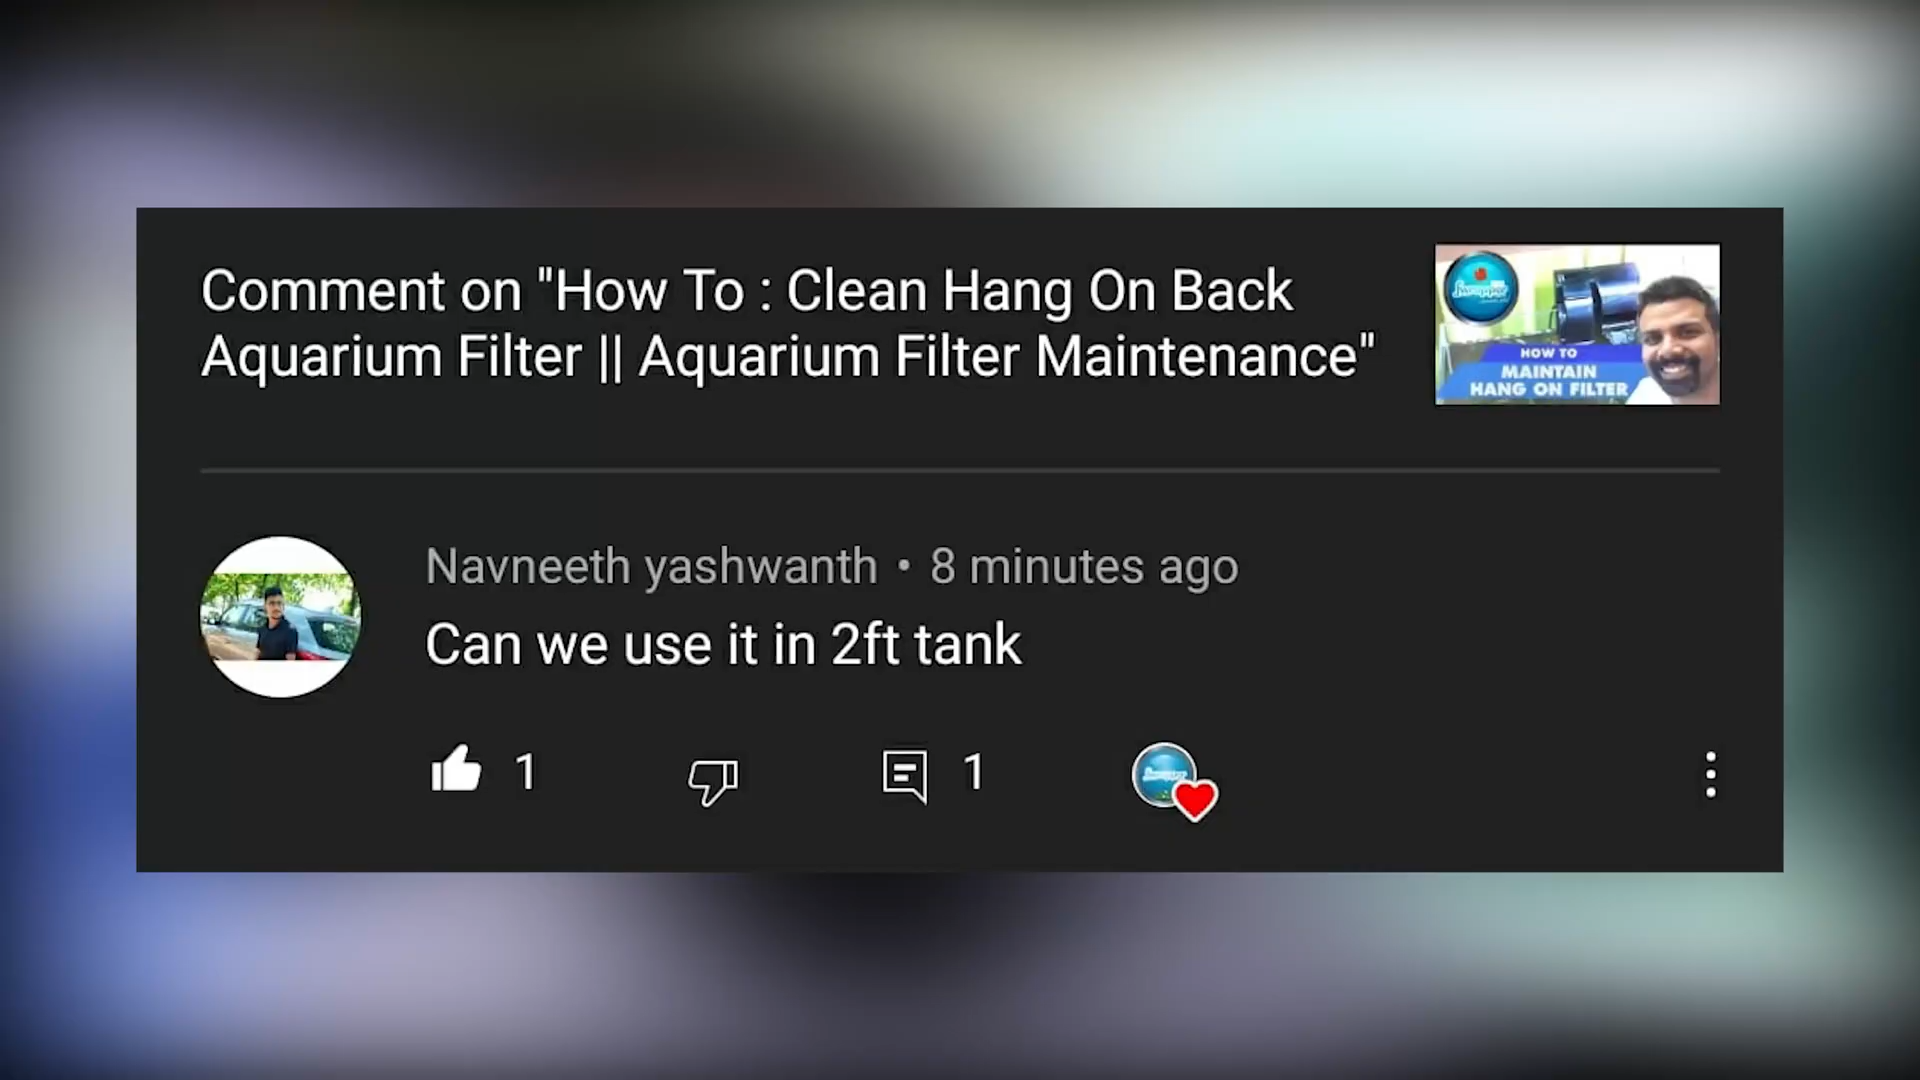 Comment on "How To : Clean Hang On Back
Aquarium Filter || Aquarium Filter Maintenance"
HOW TO
MAINTAIN
HANG ON FILTER
Navneeth yashwanth • 8 minutes ago
Can we use it in 2ft tank
1
1